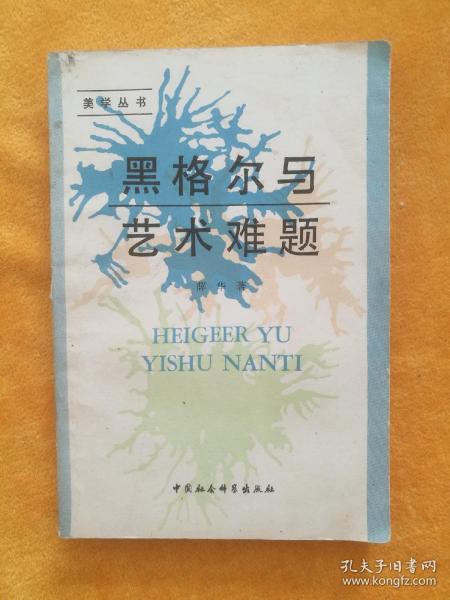 美学丛书
黑格尔与
艺术难题
薛华著
HEIGEER YU
YISHU NANTI
中国社会科学出版社
孔夫子旧书网
www.kongfz.com